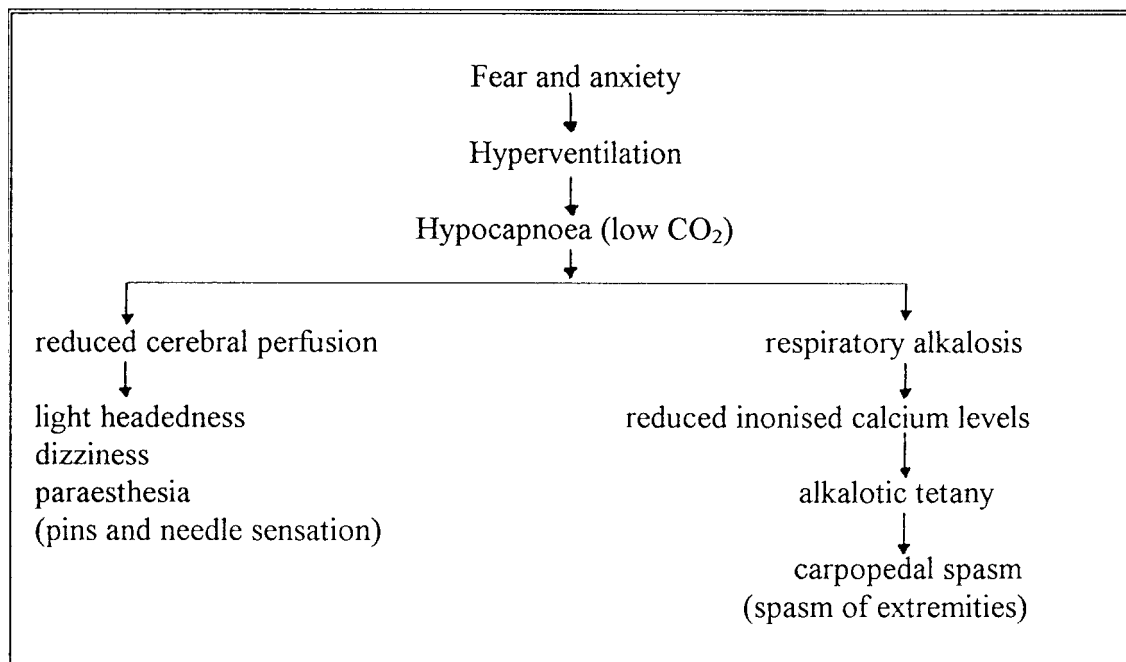 Fear and anxiety
Hyperventilation
Hypocapnoea (low CO₂)
reduced cerebral perfusion
light headedness
dizziness
paraesthesia
(pins and needle sensation)
respiratory alkalosis
reduced inonised calcium levels
alkalotic tetany
carpopedal spasm
(spasm of extremities)